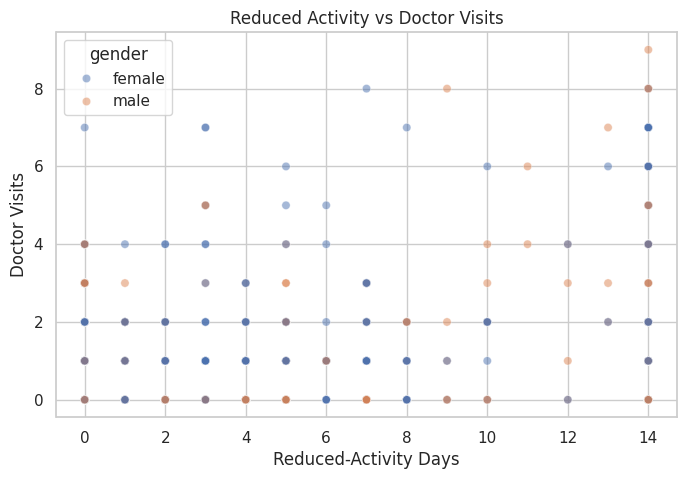 Reduced Activity vs Doctor Visits
gender
female
male
8
6
4
2
0
Doctor Visits
0 2 4 6 8 10 12 14
Reduced-Activity Days